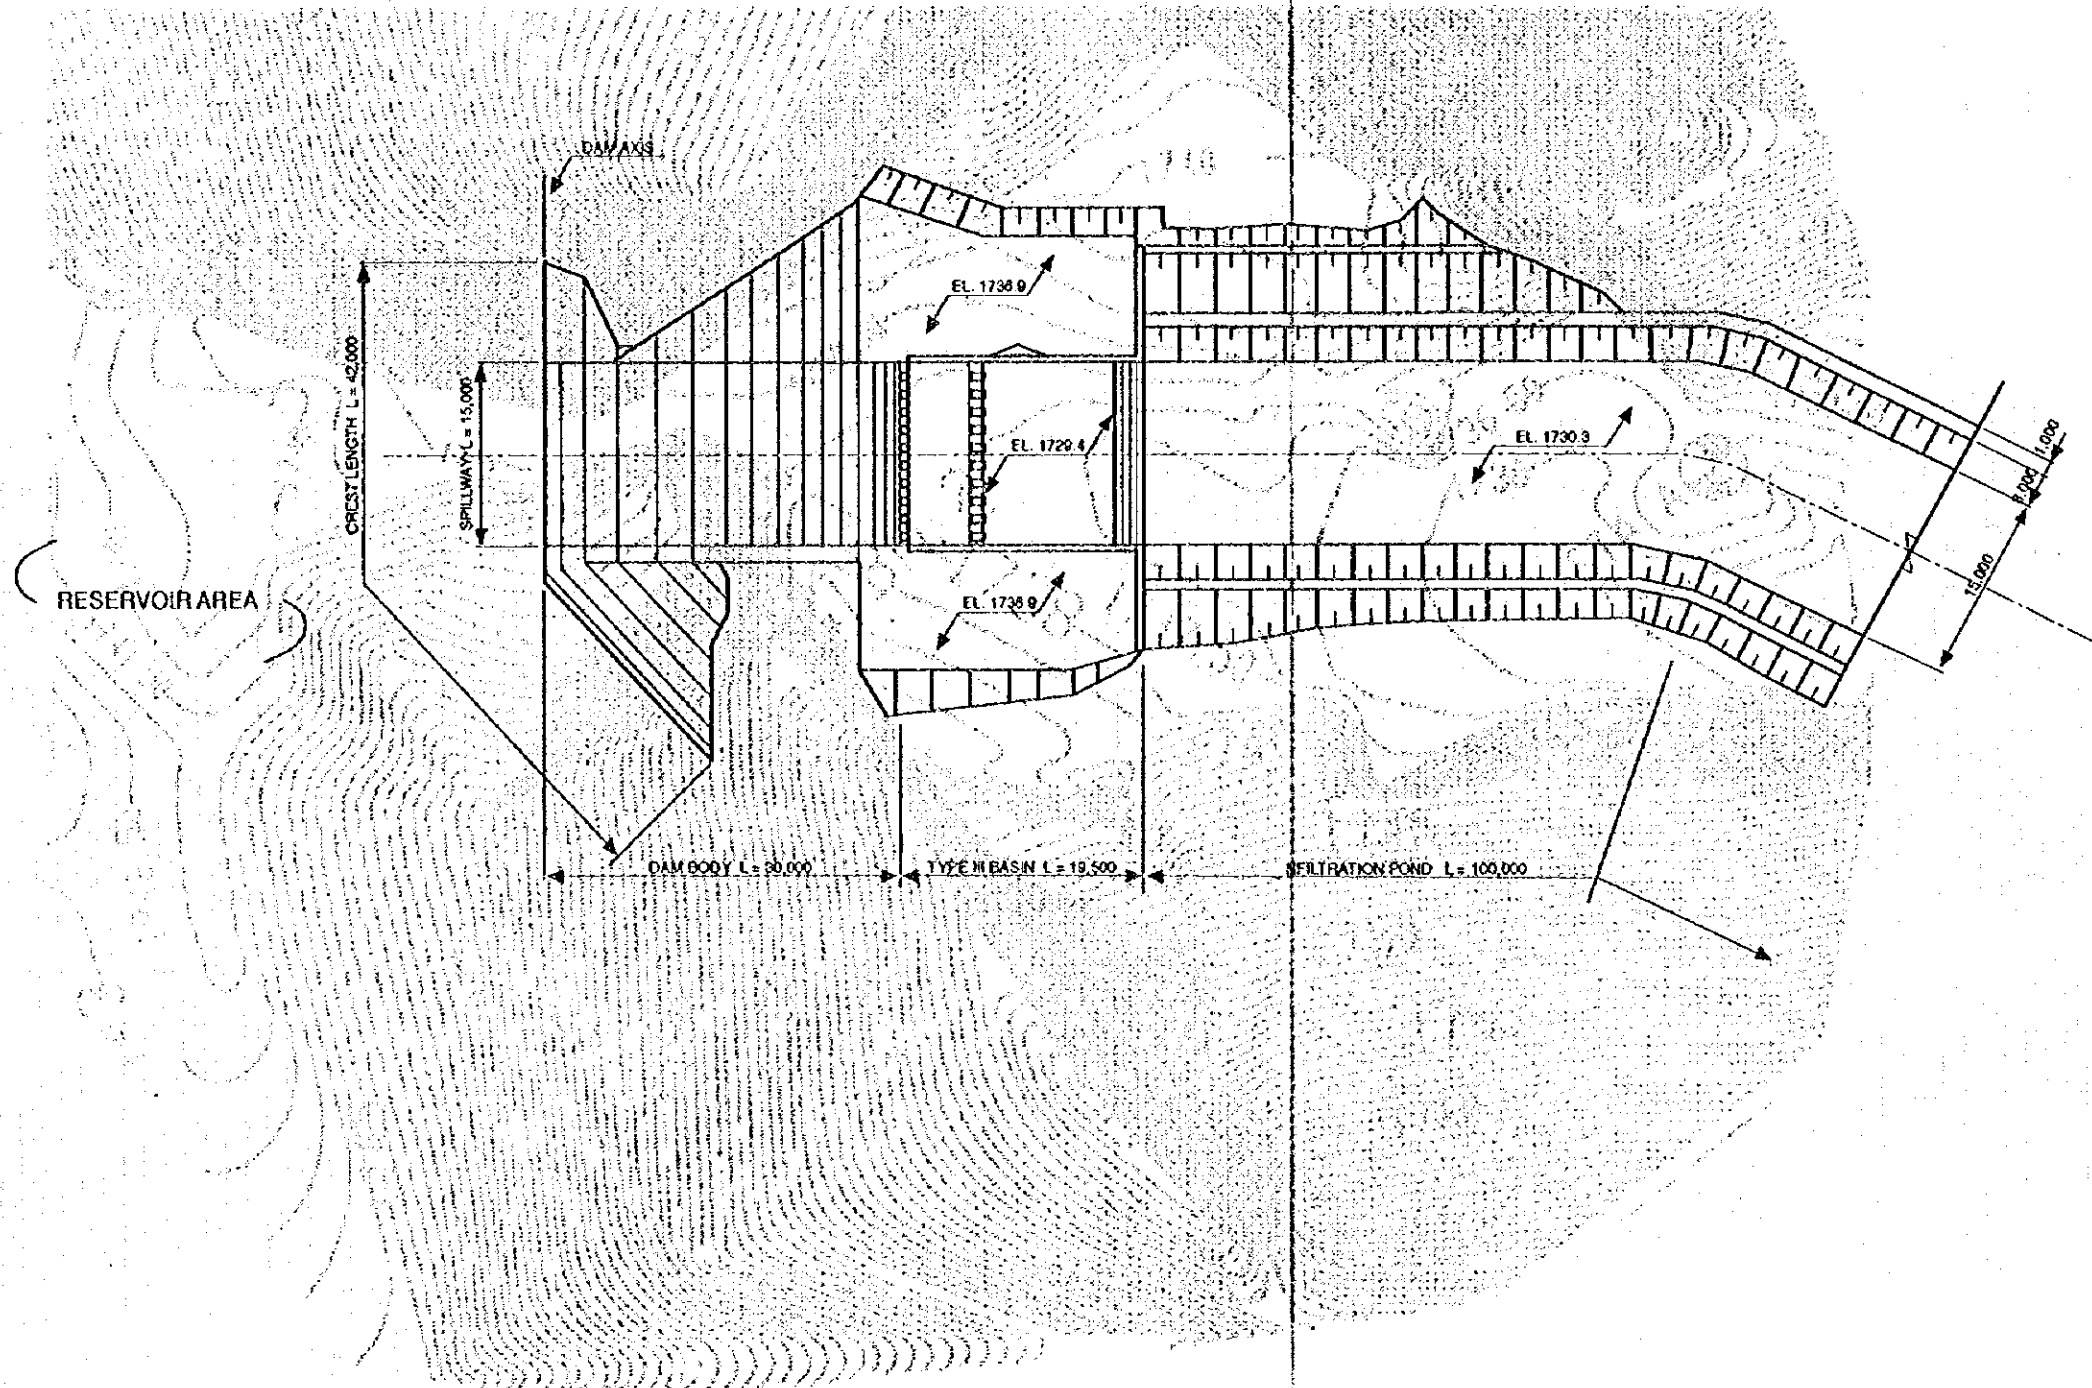 DAM AXIS
EL. 1736.9
CREST LENGTH L = 42,000
SPILLWAY L = 15,000
EL. 1729.4
EL. 1730.3
1.000
15.000
RESERVOIR AREA
EL. 1736.9
DAM BODY L = 30,000
TYPE III BASIN L = 19,500
INFILTRATION POND L = 100,000